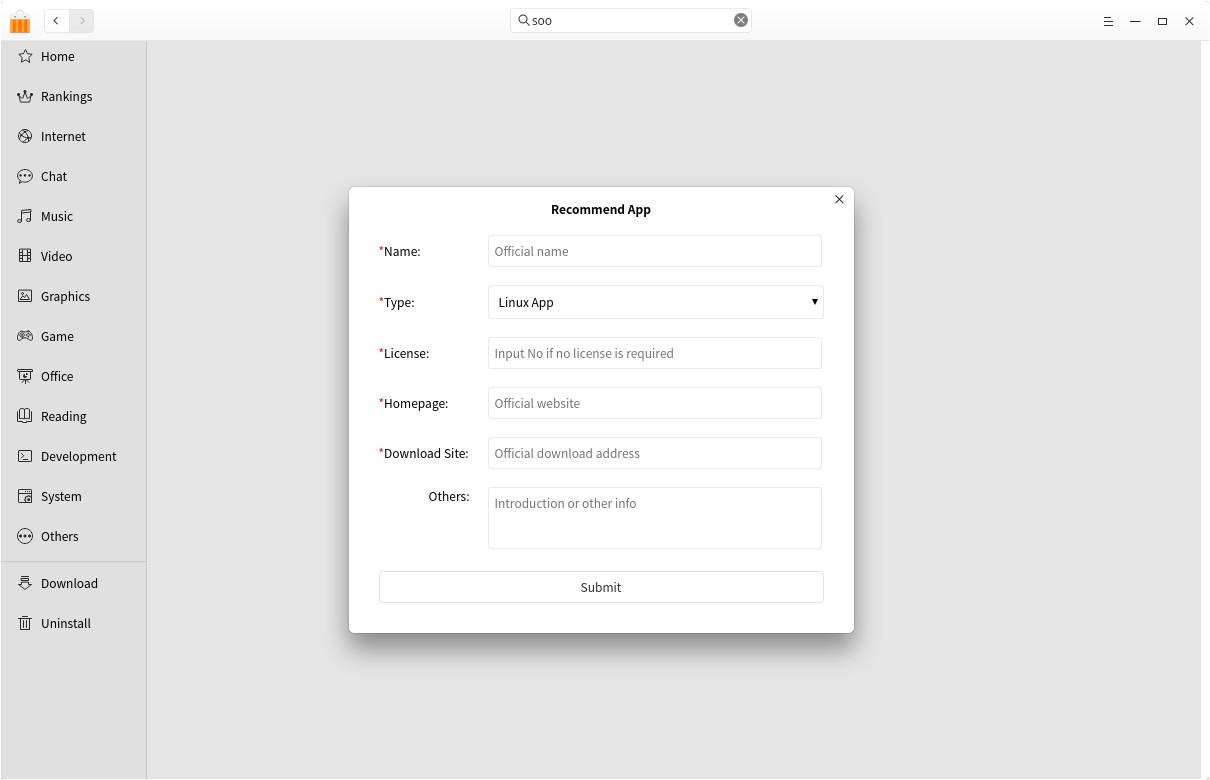 soo
Home
Rankings
Internet
Chat
Music
Video
Graphics
Game
Office
Reading
Development
System
Others
Download
Uninstall
Recommend App
*Name: Official name
*Type: Linux App
*License: Input No if no license is required
*Homepage: Official website
*Download Site: Official download address
Others: Introduction or other info
Submit